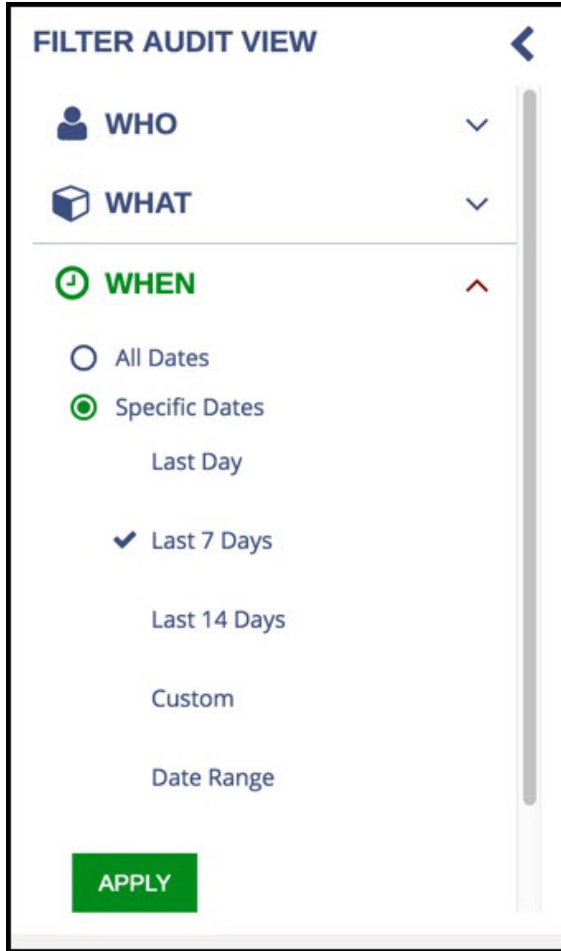 FILTER AUDIT VIEW
WHO
WHAT
WHEN
All Dates
Specific Dates
Last Day
Last 7 Days
Last 14 Days
Custom
Date Range
APPLY